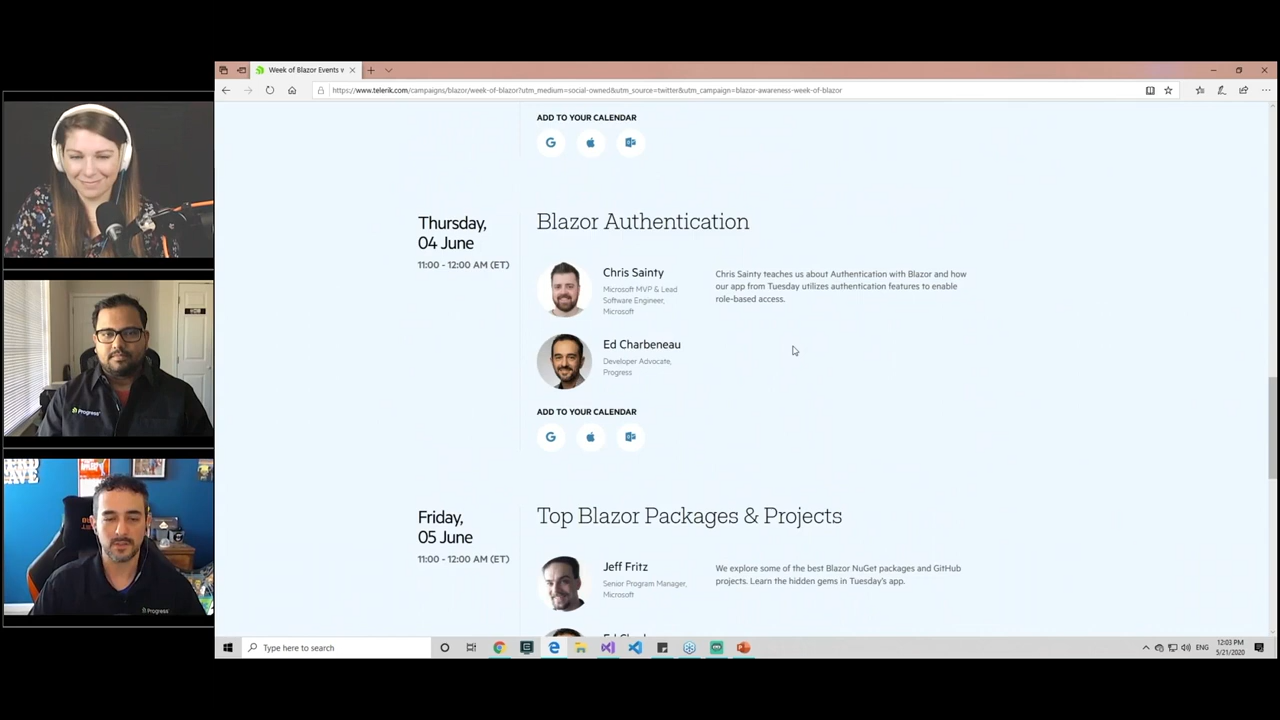 Week of Blazor Events v
https://www.telerik.com/campaigns/blazor/week-of-blazor?utm_medium=social-owned&utm_source=twitter&utm_campaign=blazor-awareness-week-of-blazor
ADD TO YOUR CALENDAR
Thursday,
04 June
11:00 - 12:00 AM (ET)
Blazor Authentication
Chris Sainty
Microsoft MVP & Lead
Software Engineer,
Microsoft
Chris Sainty teaches us about Authentication with Blazor and how
our app from Tuesday utilizes authentication features to enable
role-based access.
Ed Charbeneau
Developer Advocate,
Progress
ADD TO YOUR CALENDAR
Friday,
05 June
11:00 - 12:00 AM (ET)
Top Blazor Packages & Projects
Jeff Fritz
Senior Program Manager,
Microsoft
We explore some of the best Blazor NuGet packages and GitHub
projects. Learn the hidden gems in Tuesday's app.
Progress
Progress
Type here to search
ENG
12:03 PM
5/21/2020